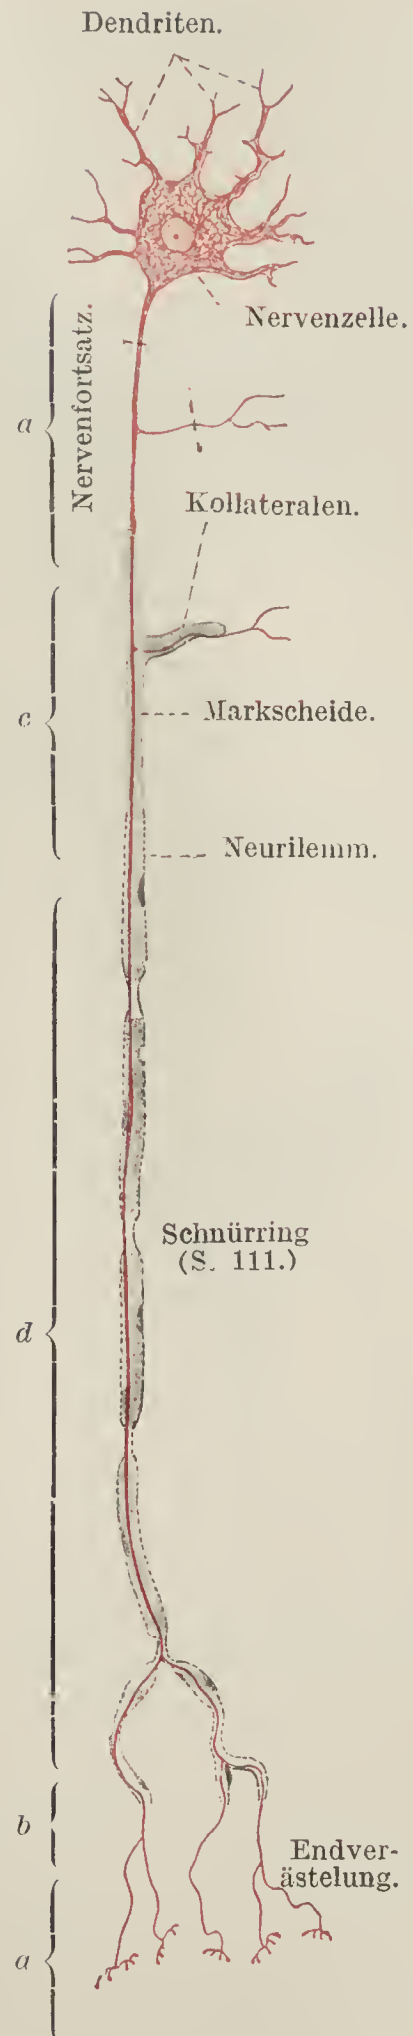 Dendriten.
Nervenzelle.
Nervenfortsatz.
a
Kollateralen.
c
Markscheide.
Neurilemm.
Schnürring
(S. 111.)
d
b
Endver-
ästelung.
a